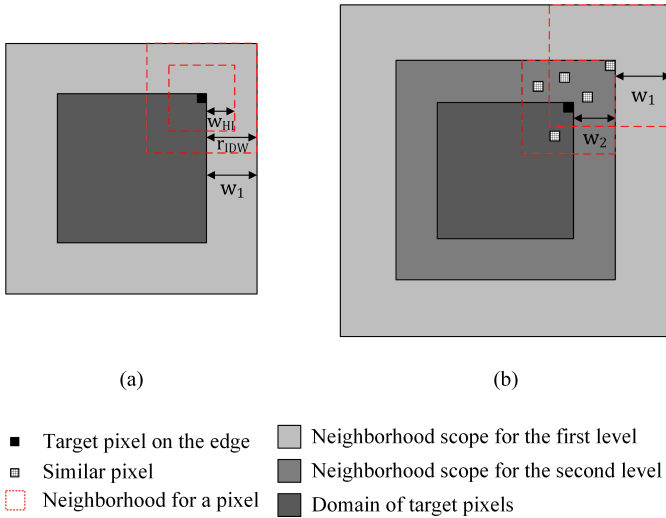 w_HI
r_IDW
w_1
w_1
w_2
(a)
(b)
Target pixel on the edge
Similar pixel
Neighborhood for a pixel
Neighborhood scope for the first level
Neighborhood scope for the second level
Domain of target pixels